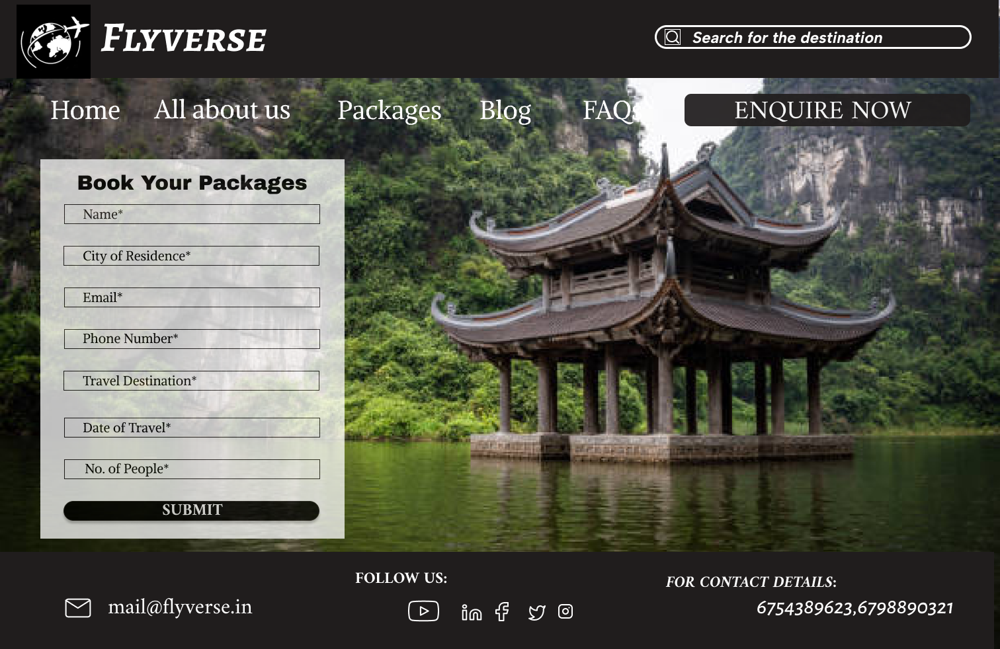 FLYVERSE
Search for the destination
Home
All about us
Packages
Blog
FAQs
ENQUIRE NOW
Book Your Packages
Name*
City of Residence*
Email*
Phone Number*
Travel Destination*
Date of Travel*
No. of People*
SUBMIT
mail@flyverse.in
FOLLOW US:
FOR CONTACT DETAILS:
6754389623,6798890321